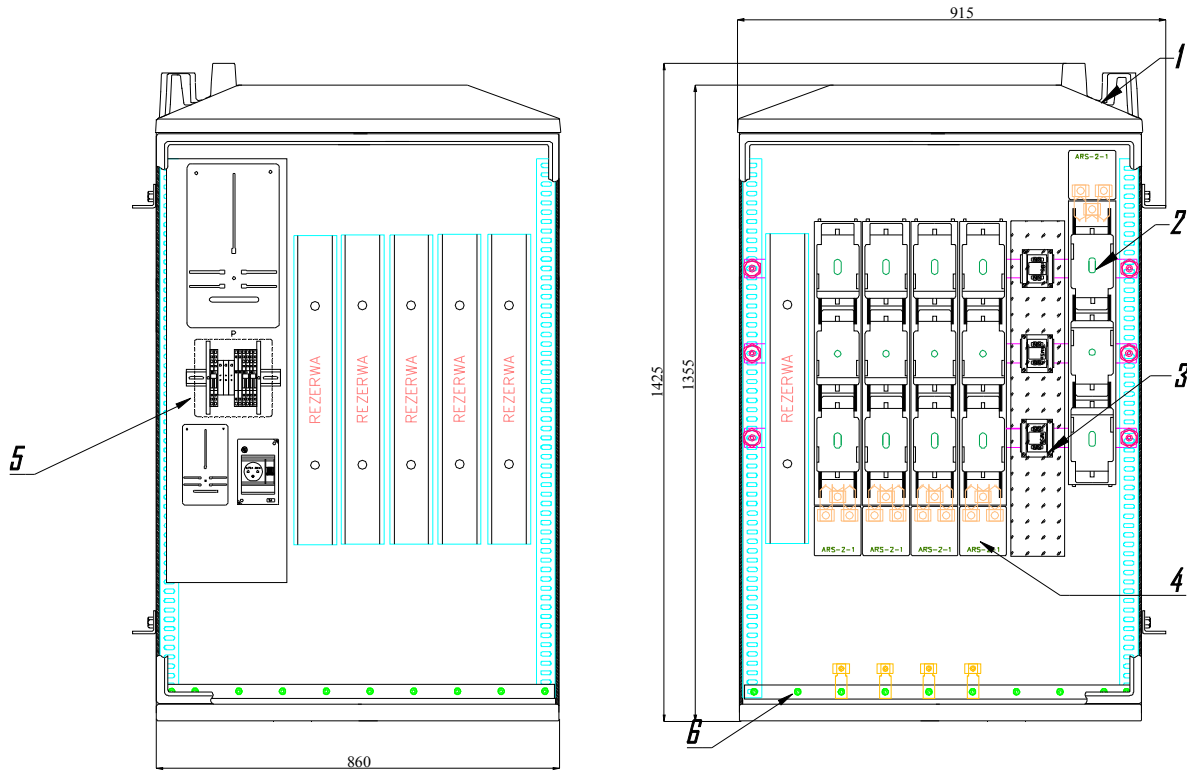 915
1
ARS-2-1
2
P
REZERWA
REZERWA
REZERWA
REZERWA
REZERWA
1425
1355
REZERWA
3
5
ARS-2-1
ARS-2-1
ARS-2-1
ARS-2-1
4
6
860